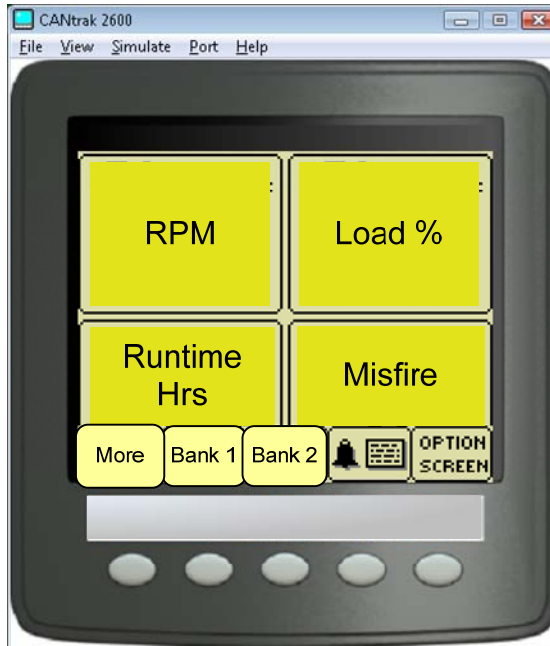 CANtrak 2600
File View Simulate Port Help
RPM
Load %
Runtime
Hrs
Misfire
More
Bank 1
Bank 2
OPTION
SCREEN